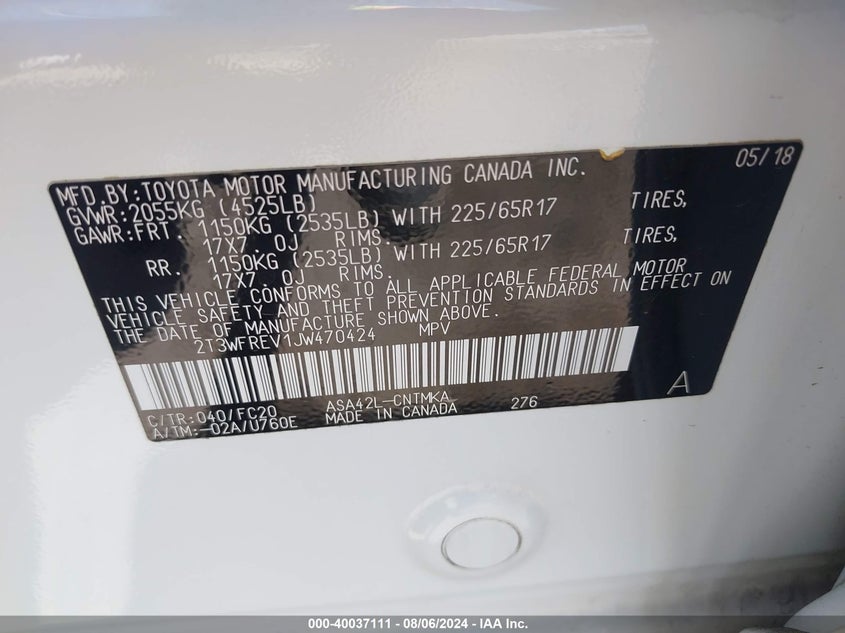 MFD.BY:TOYOTA MOTOR MANUFACTURING CANADA INC. 05/18
GVWR:2055KG (4525LB)
GAWR:FRT. 1150KG (2535LB) WITH 225/65R17 TIRES,
17X7. 0J RIMS.
RR. 1150KG (2535LB) WITH 225/65R17 TIRES,
17X7. 0J RIMS.
THIS VEHICLE CONFORMS TO ALL APPLICABLE FEDERAL MOTOR
VEHICLE SAFETY AND THEFT PREVENTION STANDARDS IN EFFECT ON
THE DATE OF MANUFACTURE SHOWN ABOVE.
2T3WFREV1JW470424 MPV
A
C/TR:040/FC20 ASA42L-CNTMKA 276
A/TM:-02A/U760E MADE IN CANADA
000-40037111 - 08/06/2024 - IAA Inc.